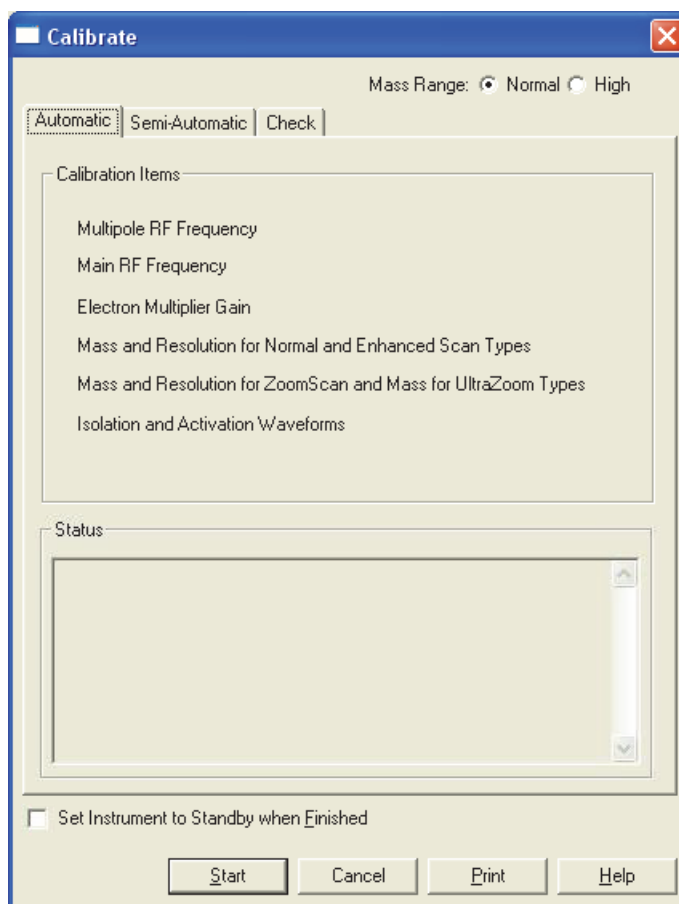 Calibrate
Mass Range: Normal High
Automatic Semi-Automatic Check
Calibration Items
Multipole RF Frequency
Main RF Frequency
Electron Multiplier Gain
Mass and Resolution for Normal and Enhanced Scan Types
Mass and Resolution for ZoomScan and Mass for UltraZoom Types
Isolation and Activation Waveforms
Status
Set Instrument to Standby when Finished
Start Cancel Print Help